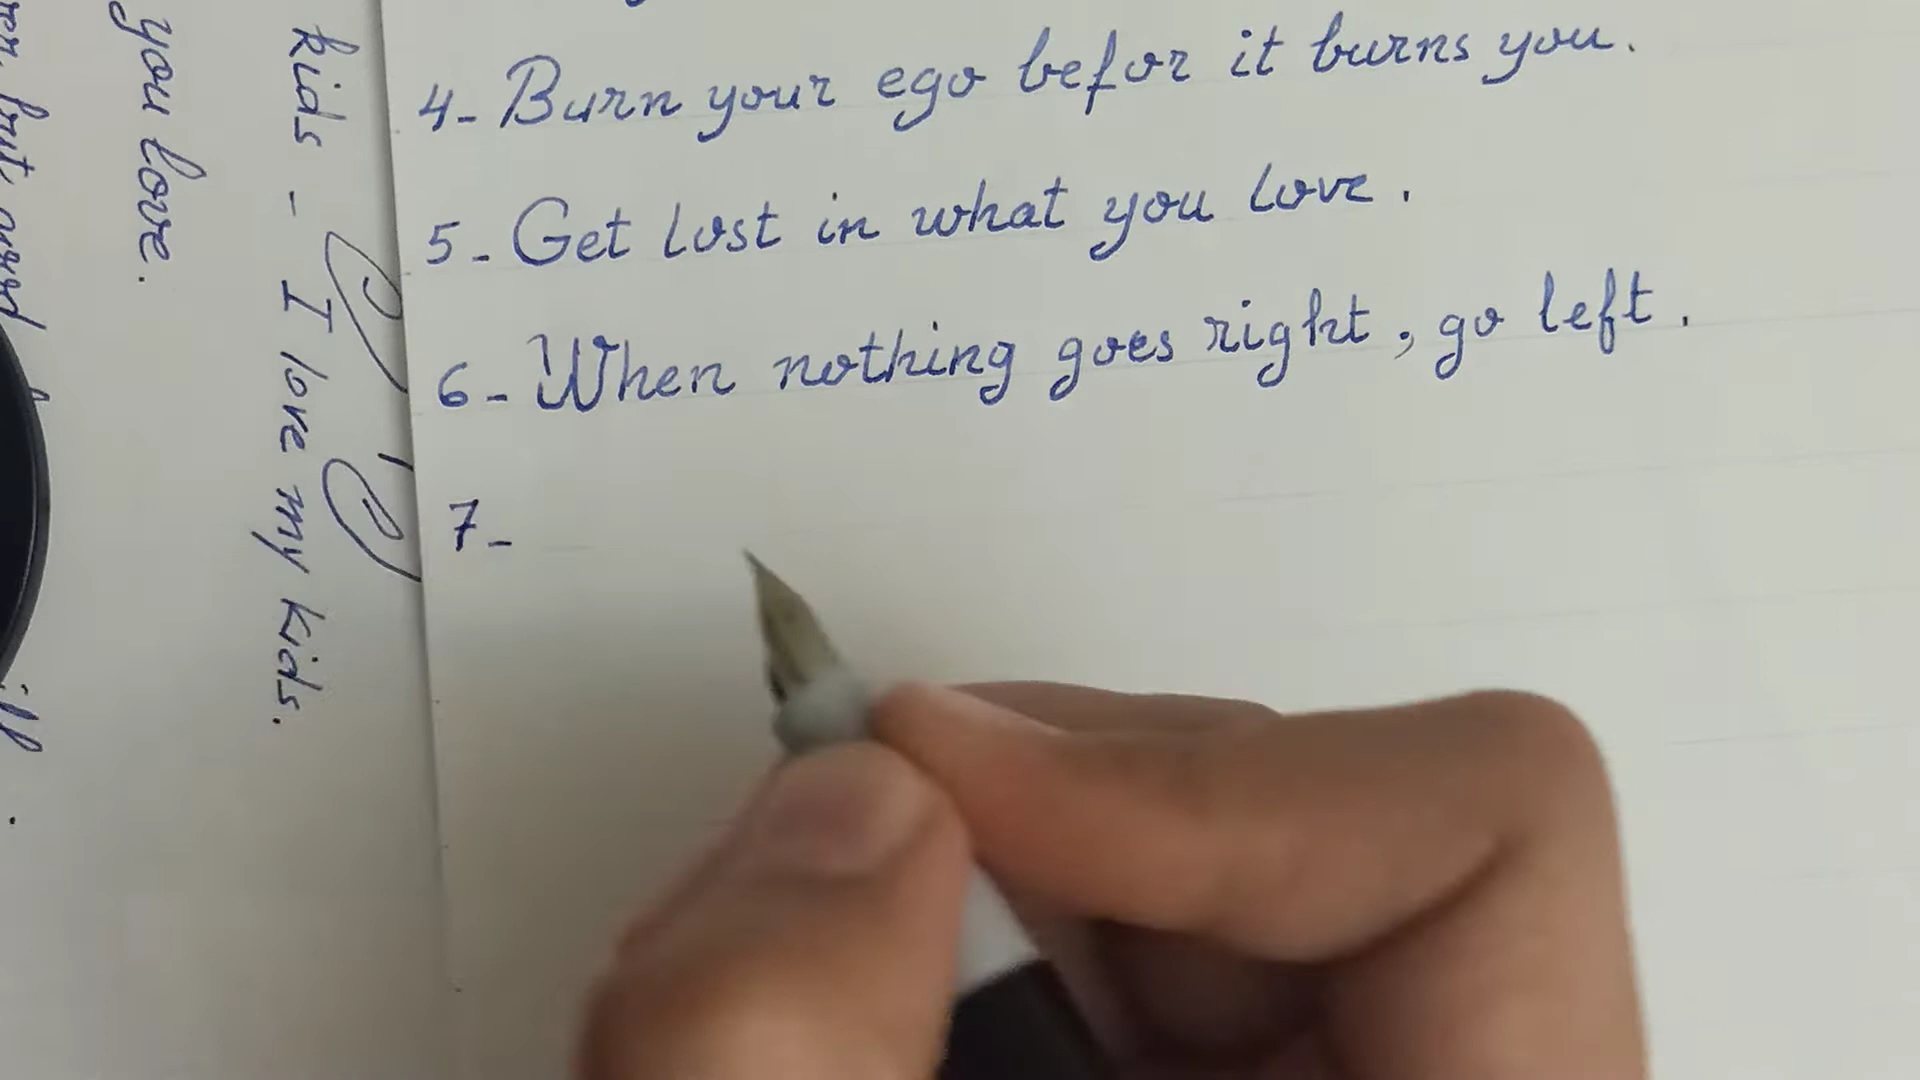 4- Burn your ego befor it burns you.
5- Get lost in what you love.
6- When nothing goes right, go left.
7-
kids - I love my kids.
you love.